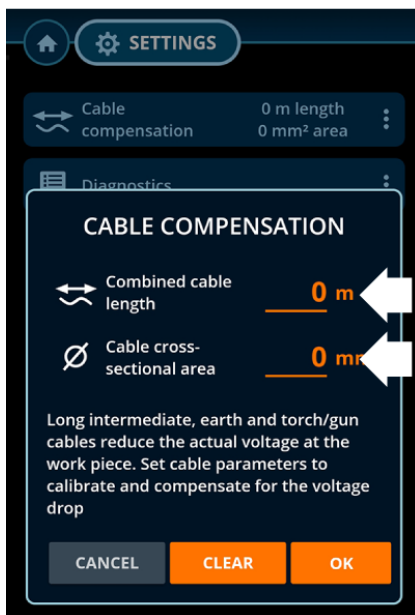 SETTINGS
Cable 0 m length
compensation 0 mm² area
Diagnostics
CABLE COMPENSATION
Combined cable
length 0 m
Cable cross-
sectional area 0
Long intermediate, earth and torch/gun
cables reduce the actual voltage at the
work piece. Set cable parameters to
calibrate and compensate for the voltage
drop
CANCEL CLEAR OK